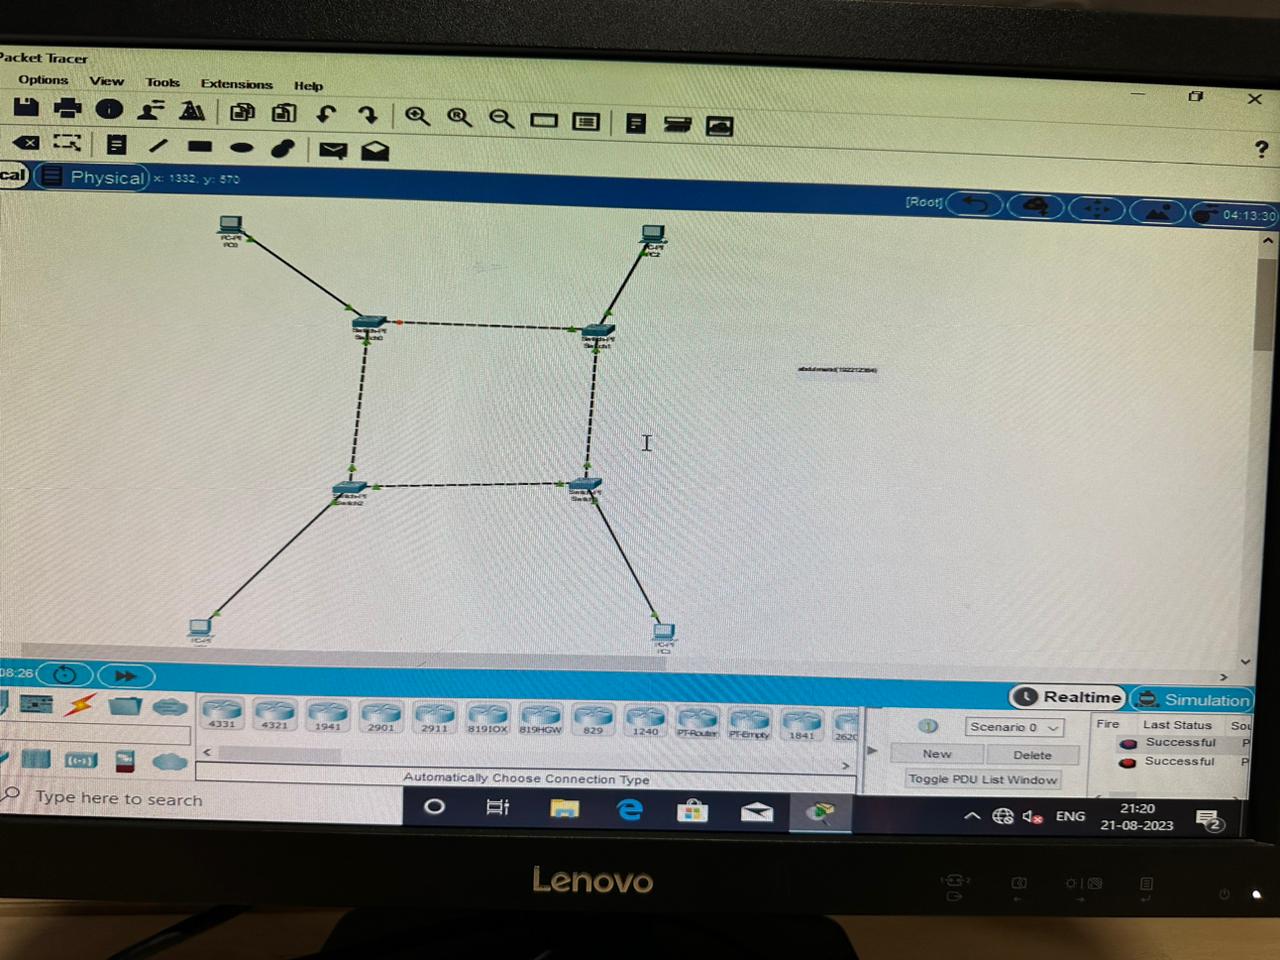 Packet Tracer
Options View Tools Extensions Help
?
cal Physical x: 1332, y: 570
[Root] 04:13:30
PC-PT
PC0
PC-PT
PC2
Switch-PT
Switch0
Switch-PT
Switch1
Switch-PT
Switch2
Switch-PT
PC-PT
PC-PT
PC3
08:26
Realtime Simulation
4331 4321 1941 2901 2911 819IOX 819HGW 829 1240 PT-Router PT-Empty 1841 2620
Automatically Choose Connection Type
Scenario 0
New Delete
Toggle PDU List Window
Fire Last Status Sou
Successful P
Successful P
Type here to search
ENG
21:20
21-08-2023
2
Lenovo